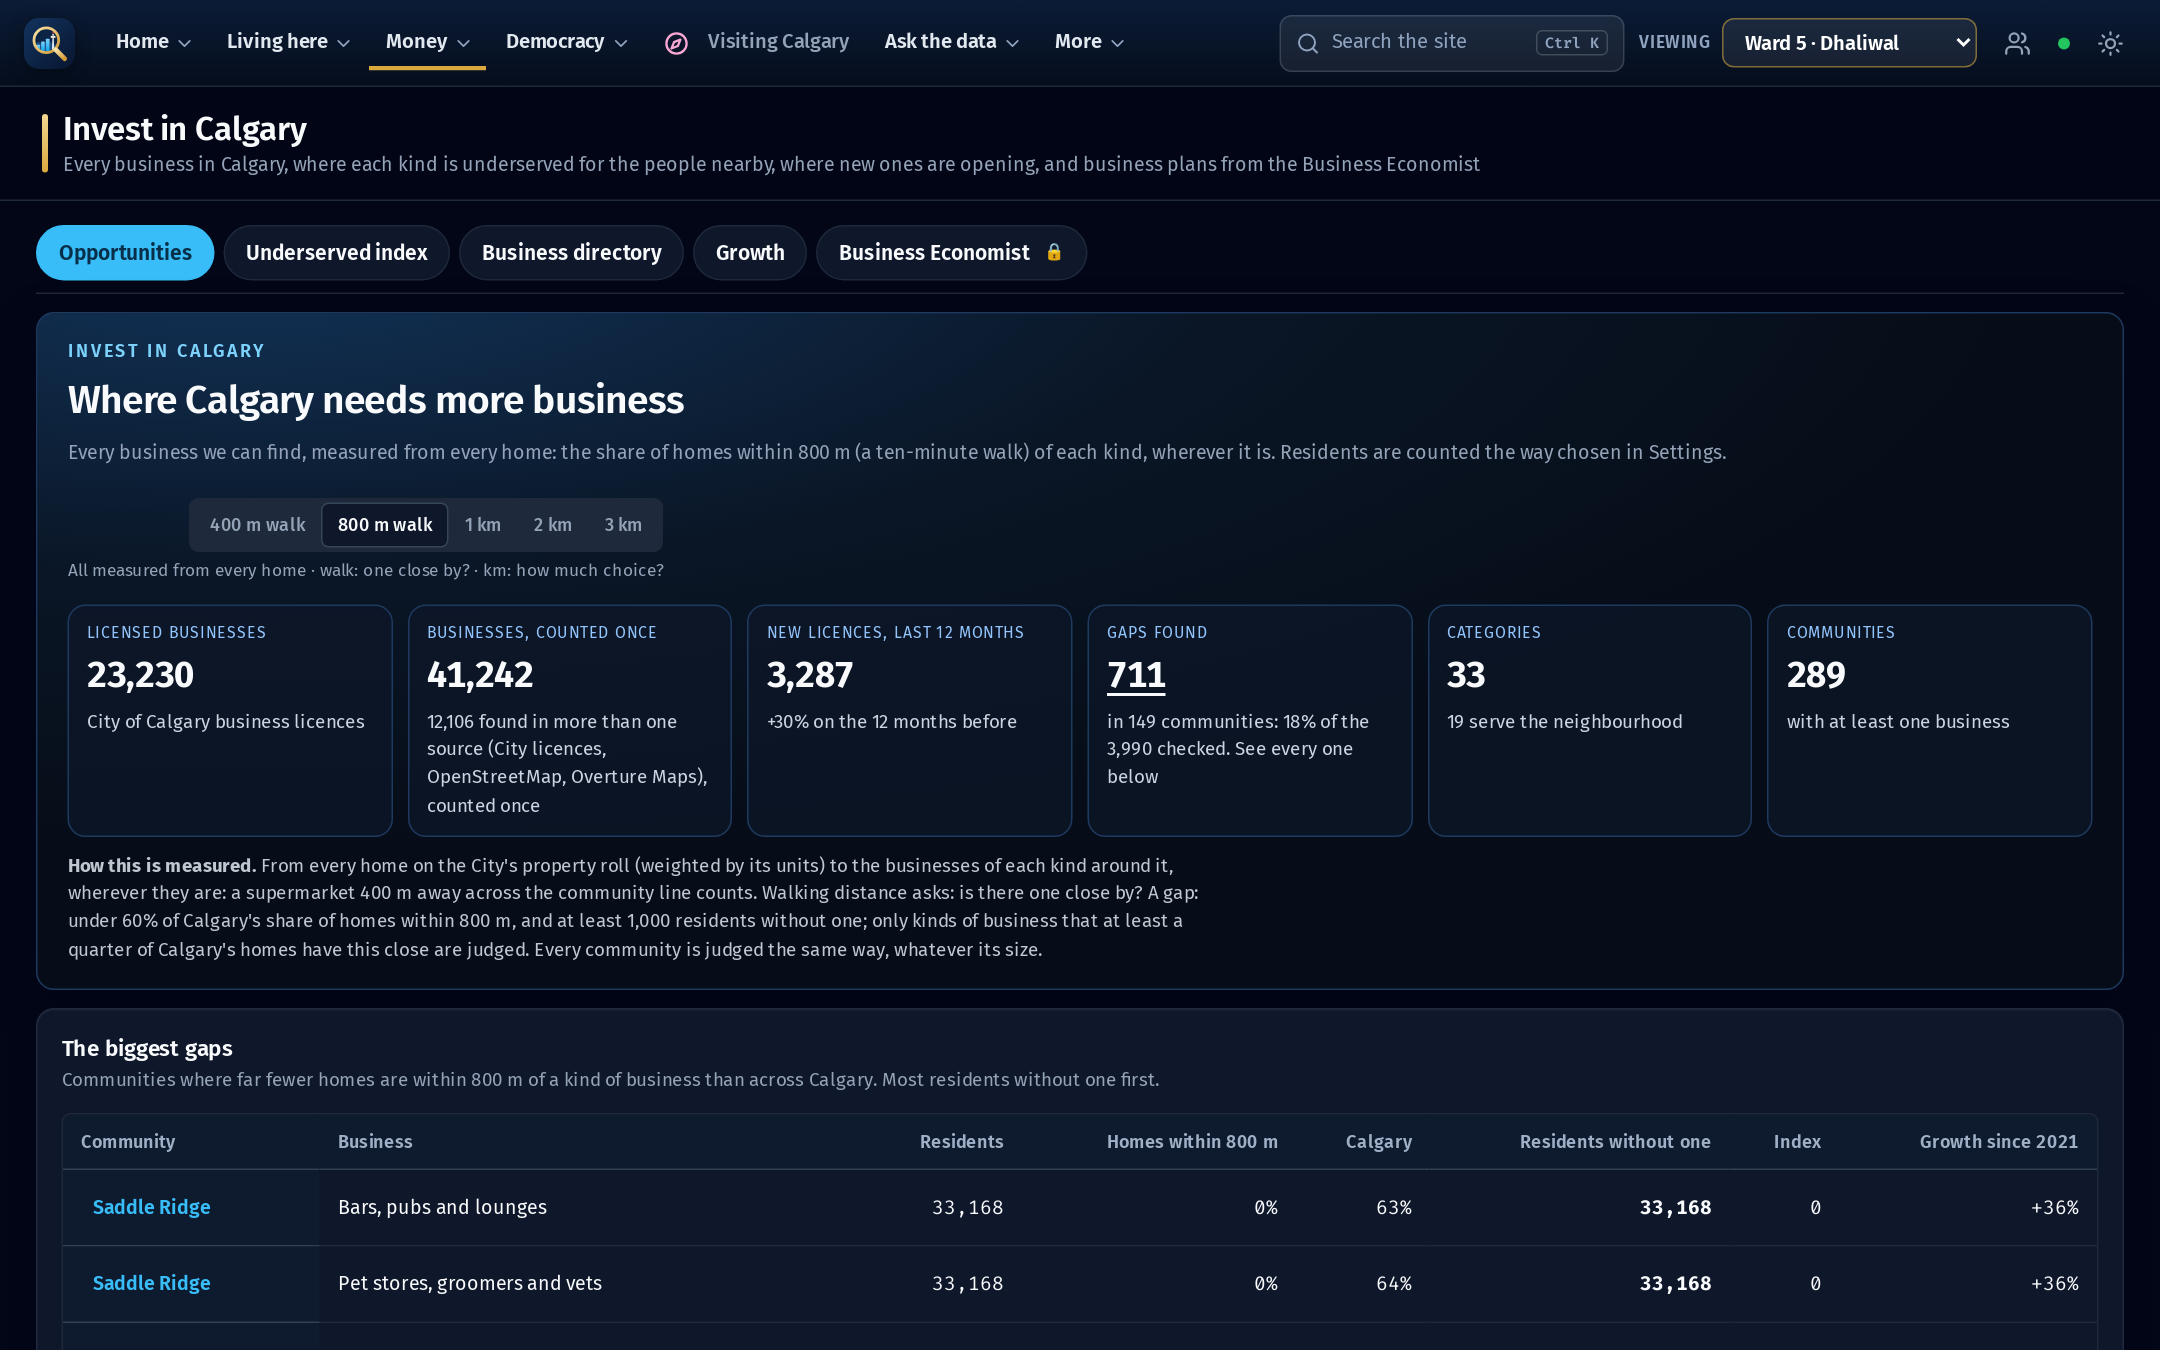 Home
Living here
Money
Democracy
Visiting Calgary
Ask the data
More
Search the site
Ctrl K
VIEWING
Ward 5 · Dhaliwal
Invest in Calgary
Every business in Calgary, where each kind is underserved for the people nearby, where new ones are opening, and business plans from the Business Economist
Opportunities
Underserved index
Business directory
Growth
Business Economist
INVEST IN CALGARY
Where Calgary needs more business
Every business we can find, measured from every home: the share of homes within 800 m (a ten-minute walk) of each kind, wherever it is. Residents are counted the way chosen in Settings.
400 m walk
800 m walk
1 km
2 km
3 km
All measured from every home · walk: one close by? · km: how much choice?
LICENSED BUSINESSES
23,230
City of Calgary business licences
BUSINESSES, COUNTED ONCE
41,242
12,106 found in more than one
source (City licences,
OpenStreetMap, Overture Maps),
counted once
NEW LICENCES, LAST 12 MONTHS
3,287
+30% on the 12 months before
GAPS FOUND
711
in 149 communities: 18% of the
3,990 checked. See every one
below
CATEGORIES
33
19 serve the neighbourhood
COMMUNITIES
289
with at least one business
How this is measured. From every home on the City's property roll (weighted by its units) to the businesses of each kind around it,
wherever they are: a supermarket 400 m away across the community line counts. Walking distance asks: is there one close by? A gap:
under 60% of Calgary's share of homes within 800 m, and at least 1,000 residents without one; only kinds of business that at least a
quarter of Calgary's homes have this close are judged. Every community is judged the same way, whatever its size.
The biggest gaps
Communities where far fewer homes are within 800 m of a kind of business than across Calgary. Most residents without one first.
Community Business Residents Homes within 800 m Calgary Residents without one Index Growth since 2021
Saddle Ridge Bars, pubs and lounges 33,168 0% 63% 33,168 0 +36%
Saddle Ridge Pet stores, groomers and vets 33,168 0% 64% 33,168 0 +36%